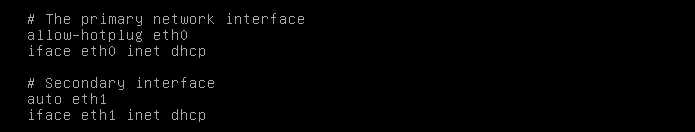 # The primary network interface
allow-hotplug eth0
iface eth0 inet dhcp
# Secondary interface
auto eth1
iface eth1 inet dhcp